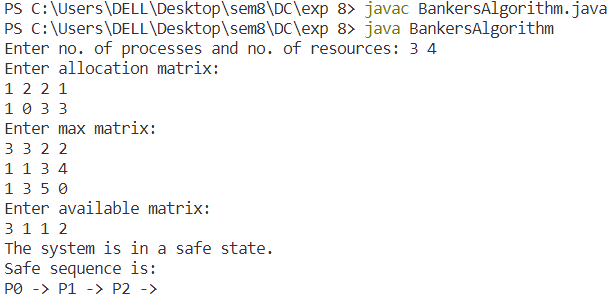 PS C:\Users\DELL\Desktop\sem8\DC\exp 8> javac BankersAlgorithm.java
PS C:\Users\DELL\Desktop\sem8\DC\exp 8> java BankersAlgorithm
Enter no. of processes and no. of resources: 3 4
Enter allocation matrix:
1 2 2 1
1 0 3 3
Enter max matrix:
3 3 2 2
1 1 3 4
1 3 5 0
Enter available matrix:
3 1 1 2
The system is in a safe state.
Safe sequence is:
P0 -> P1 -> P2 ->